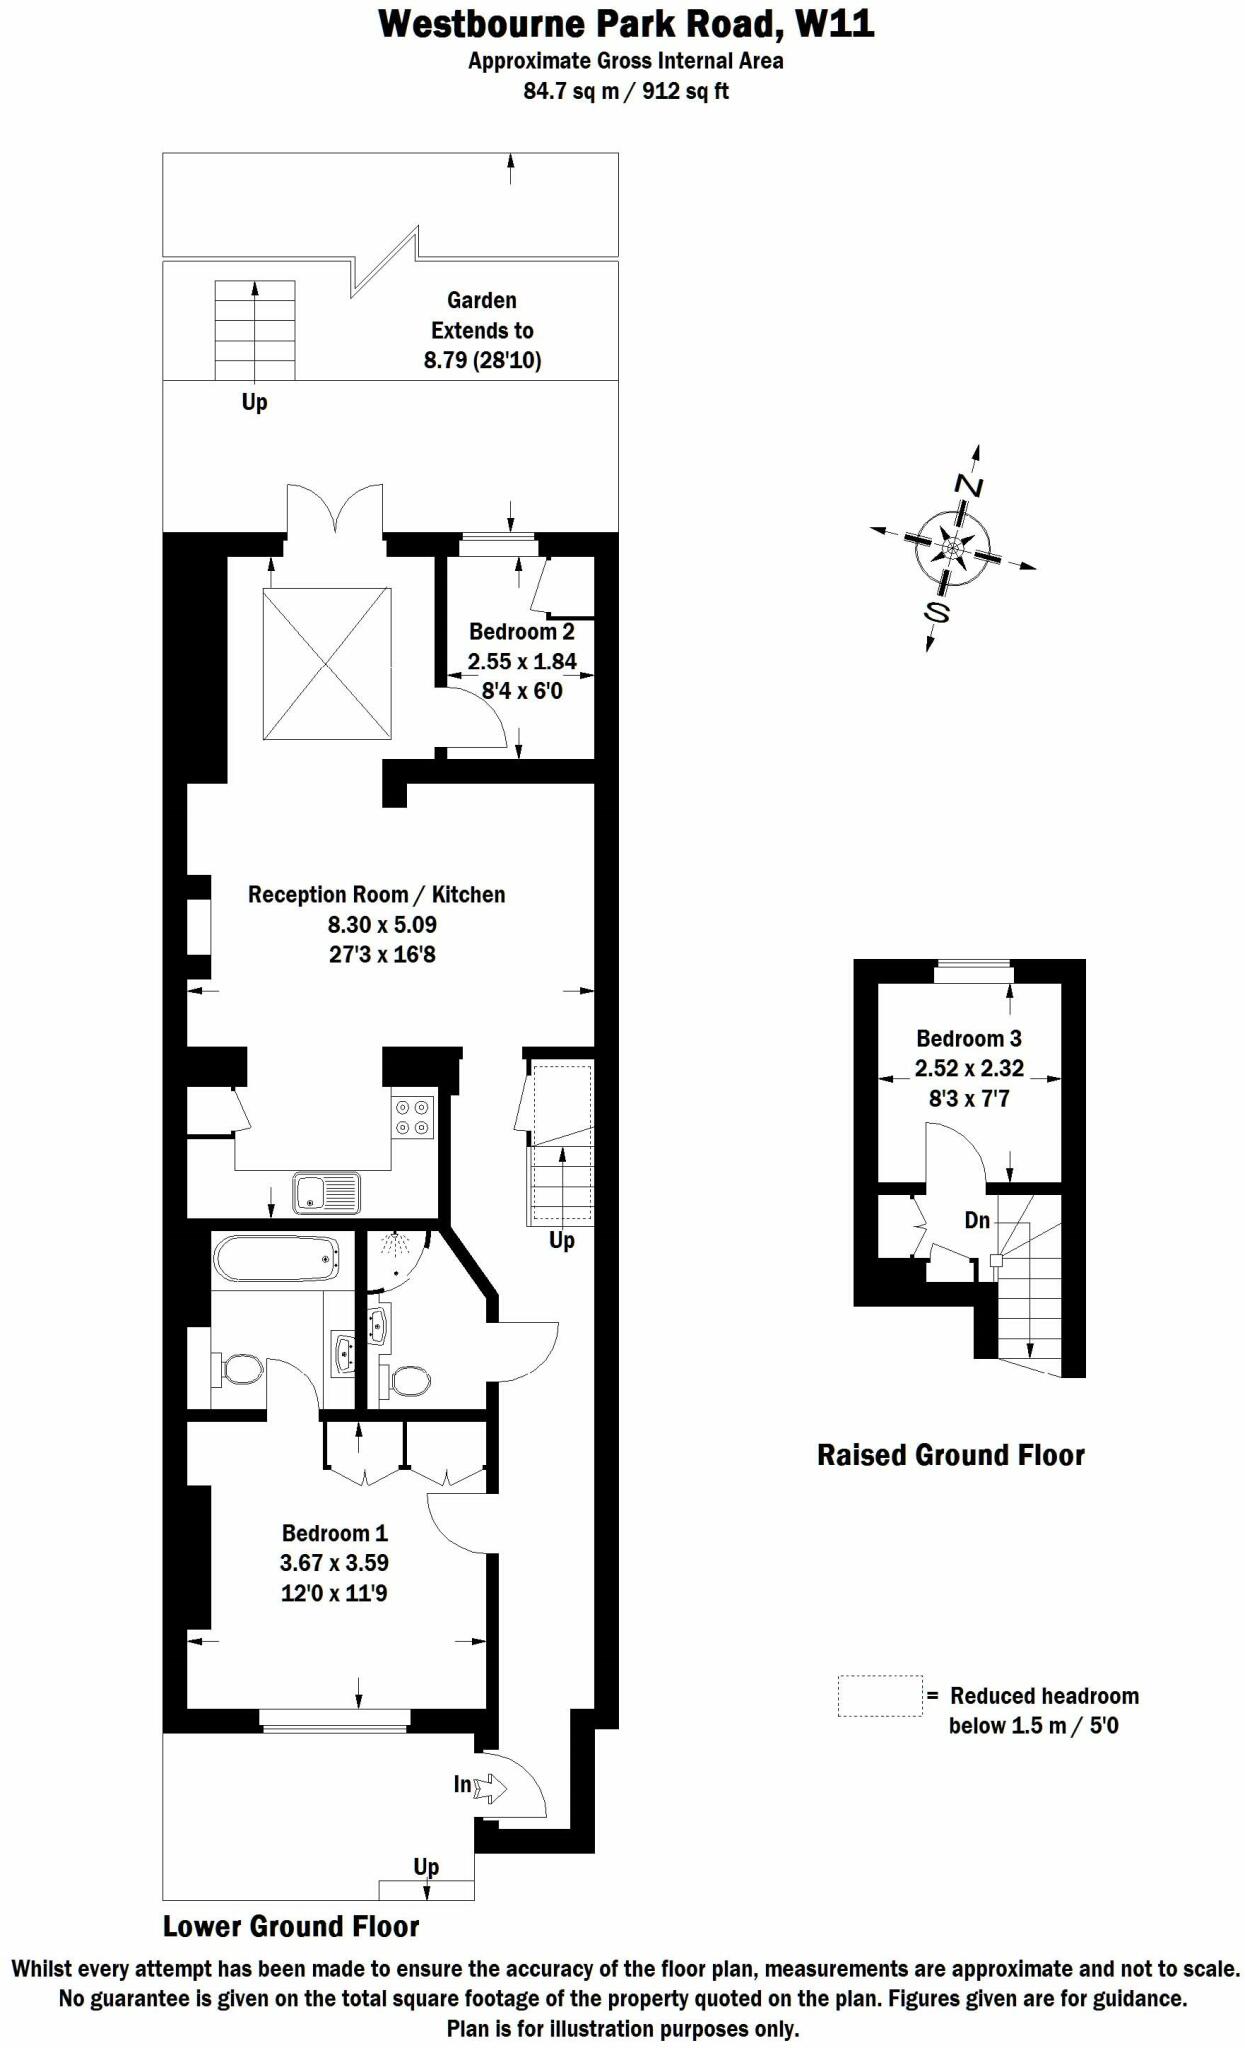 Westbourne Park Road, W11
Approximate Gross Internal Area
84.7 sq m / 912 sq ft
Garden
Extends to
8.79 (28'10)
Up
N
S
Bedroom 2
2.55 x 1.84
8'4 x 6'0
Reception Room / Kitchen
8.30 x 5.09
27'3 x 16'8
Bedroom 3
2.52 x 2.32
8'3 x 7'7
Dn
Up
Raised Ground Floor
Bedroom 1
3.67 x 3.59
12'0 x 11'9
= Reduced headroom
below 1.5 m / 5'0
In
Up
Lower Ground Floor
Whilst every attempt has been made to ensure the accuracy of the floor plan, measurements are approximate and not to scale.
No guarantee is given on the total square footage of the property quoted on the plan. Figures given are for guidance.
Plan is for illustration purposes only.